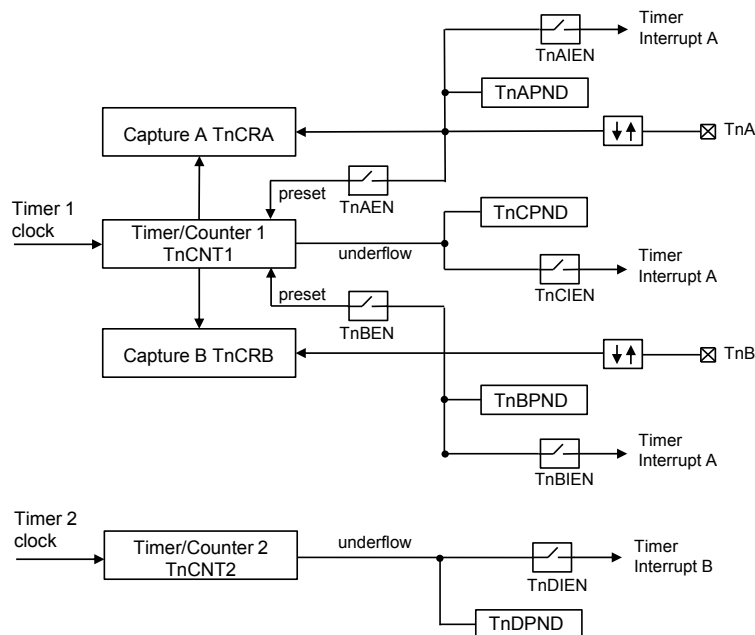 Timer
Interrupt A
TnAIEN
TnAPND
Capture A TnCRA
TnA
preset
TnAEN
Timer 1
clock
Timer/Counter 1
TnCNT1
underflow
TnCPND
Timer
Interrupt A
TnCIEN
preset
TnBEN
Capture B TnCRB
TnB
TnBPND
Timer
Interrupt A
TnBIEN
Timer 2
clock
Timer/Counter 2
TnCNT2
underflow
Timer
Interrupt B
TnDIEN
TnDPND